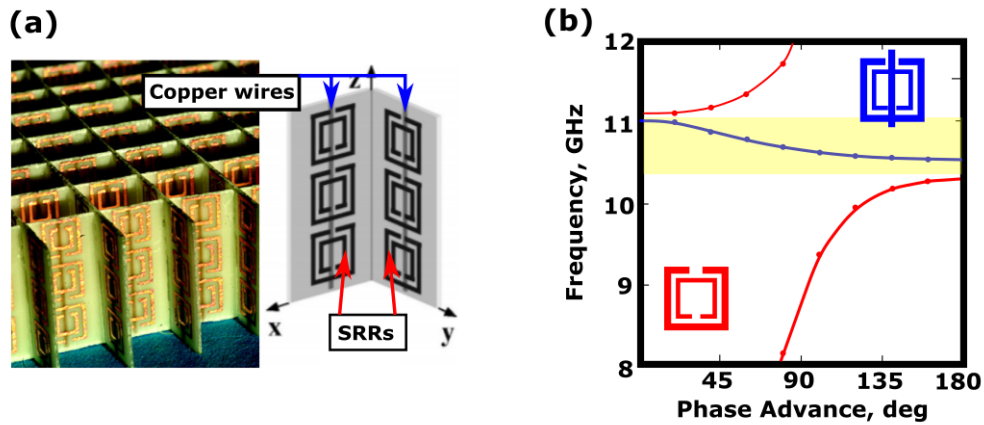 (a)
Copper wires
z
x
y
SRRs
(b)
Frequency, GHz
12
11
10
9
8
45
90
135
180
Phase Advance, deg